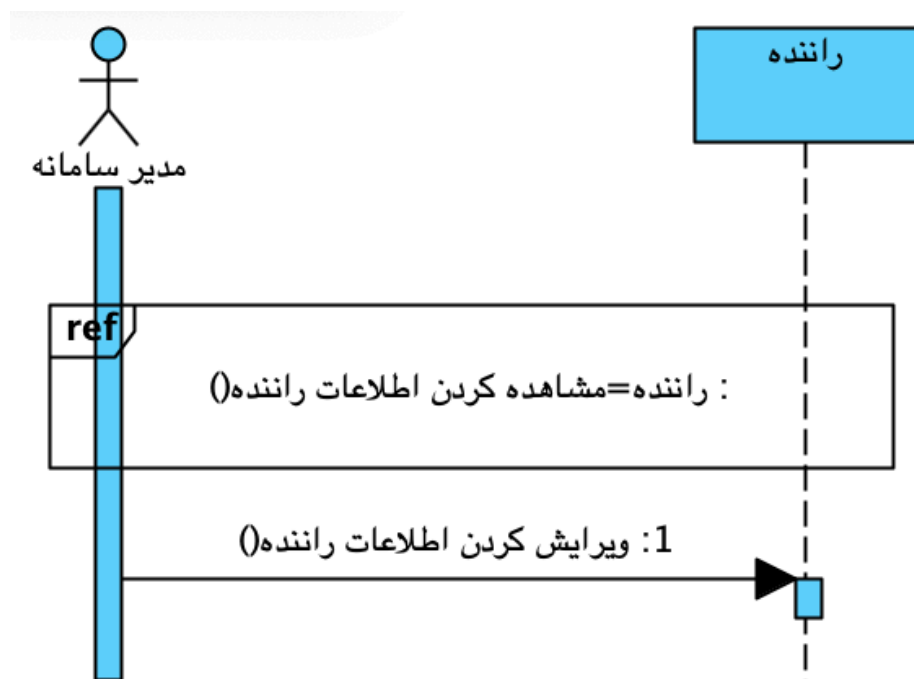 راننده
مدیر سامانه
ref
: راننده=مشاهده کردن اطلاعات راننده()
1: ویرایش کردن اطلاعات راننده()